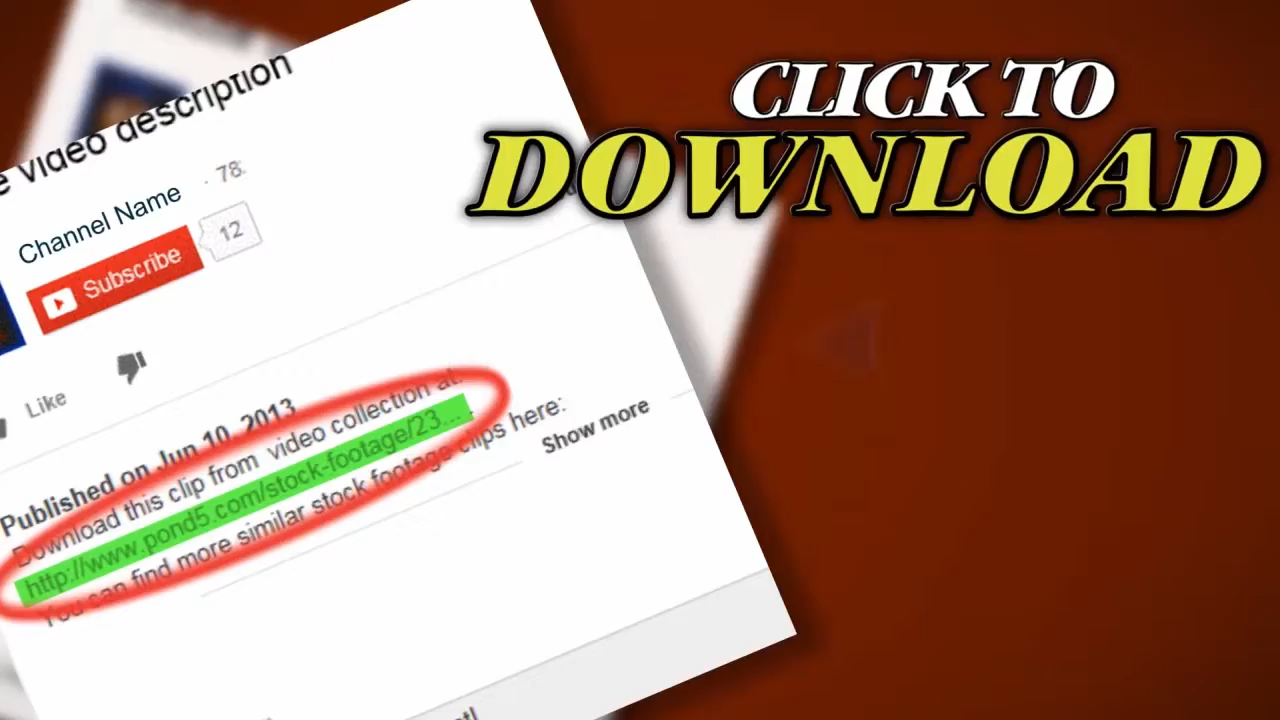 CLICK TO
DOWNLOAD
video description
Channel Name
78
Subscribe
12
Like
Published on Jun 10, 2013
Download this clip from video collection at:
http://www.pond5.com/stock-footage/23...
You can find more similar stock footage clips here:
Show more